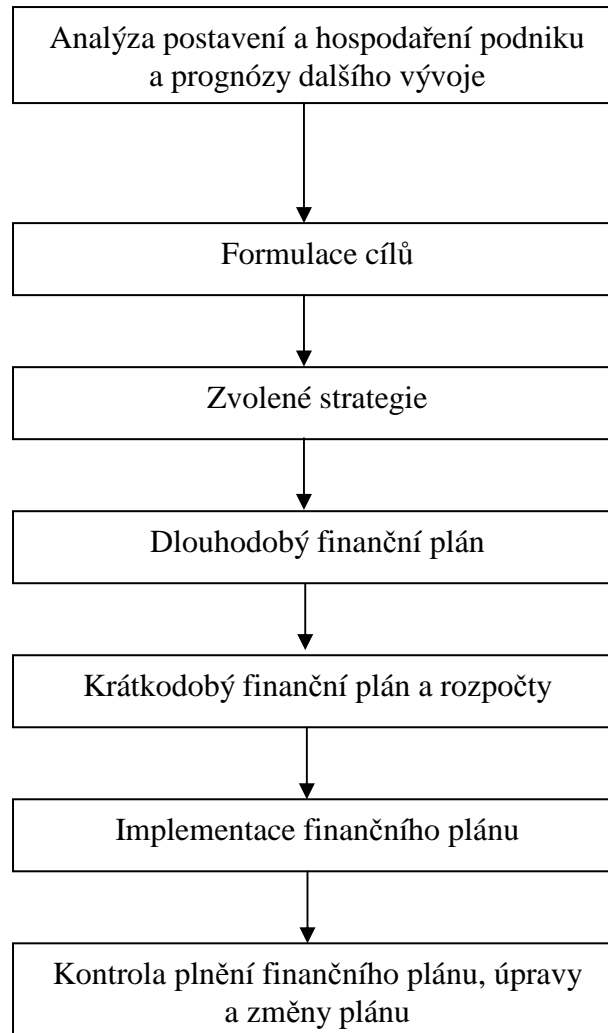 Analýza postavení a hospodaření podniku
a prognózy dalšího vývoje
Formulace cílů
Zvolené strategie
Dlouhodobý finanční plán
Krátkodobý finanční plán a rozpočty
Implementace finančního plánu
Kontrola plnění finančního plánu, úpravy
a změny plánu